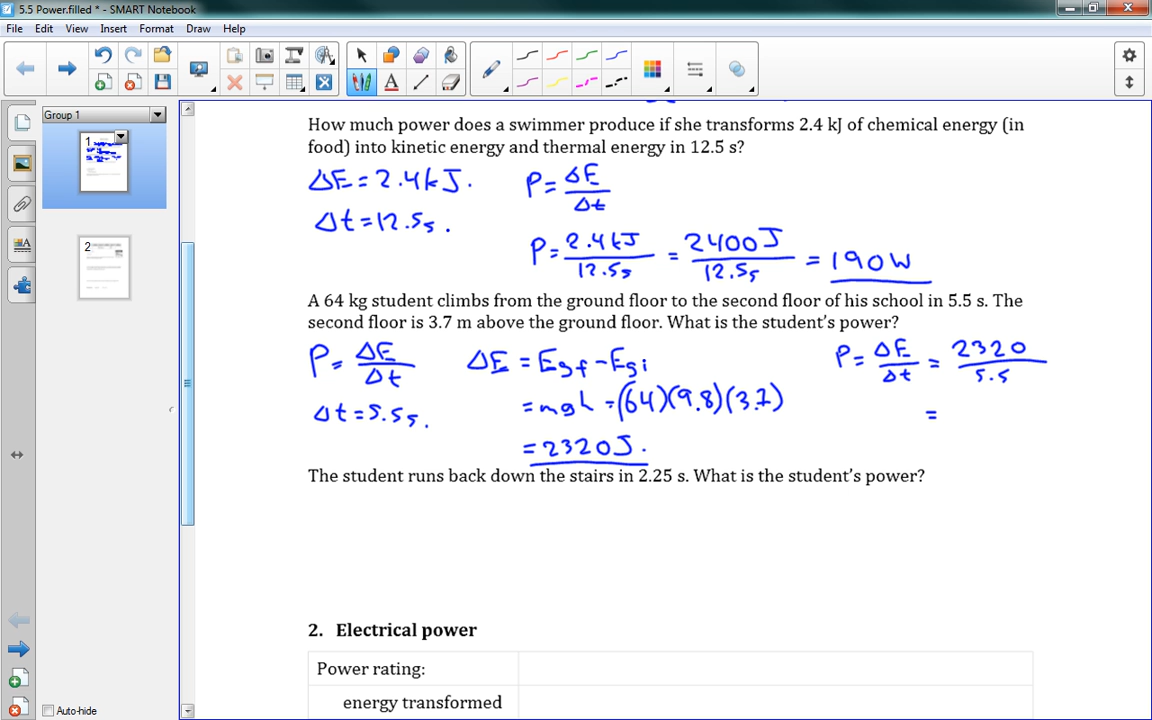 5.5 Power.filled * - SMART Notebook
File Edit View Insert Format Draw Help
Group 1
1
2
Auto-hide
How much power does a swimmer produce if she transforms 2.4 kJ of chemical energy (in
food) into kinetic energy and thermal energy in 12.5 s?
ΔE = 2.4kJ. P = ΔE/Δt
Δt = 12.5s.
P = 2.4kJ/12.5s = 2400J/12.5s = 190W
A 64 kg student climbs from the ground floor to the second floor of his school in 5.5 s. The
second floor is 3.7 m above the ground floor. What is the student's power?
P = ΔE/Δt ΔE = Egf - Egi P = ΔE/Δt = 2320/5.5
Δt = 5.5s. = mgh = (64)(9.8)(3.7) =
= 2320J.
The student runs back down the stairs in 2.25 s. What is the student's power?
2. Electrical power
Power rating:
energy transformed